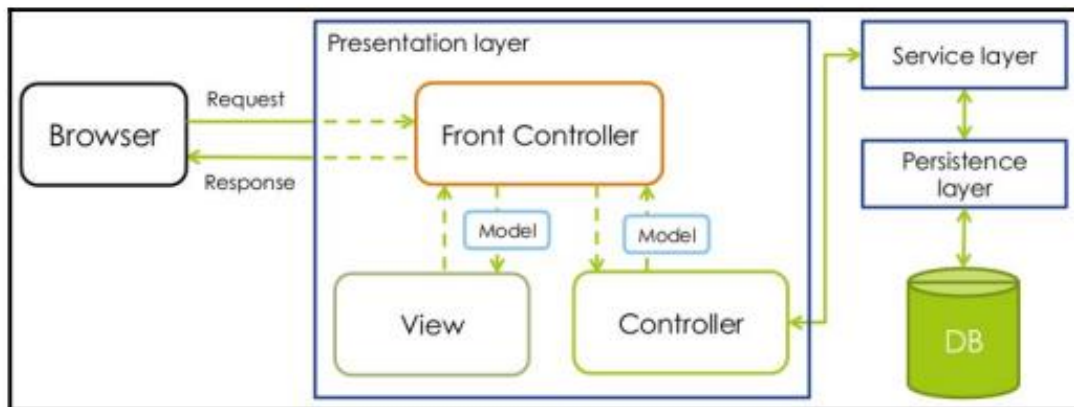 Presentation layer
Service layer
Request
Browser
Front Controller
Response
Persistence
layer
Model
Model
View
Controller
DB